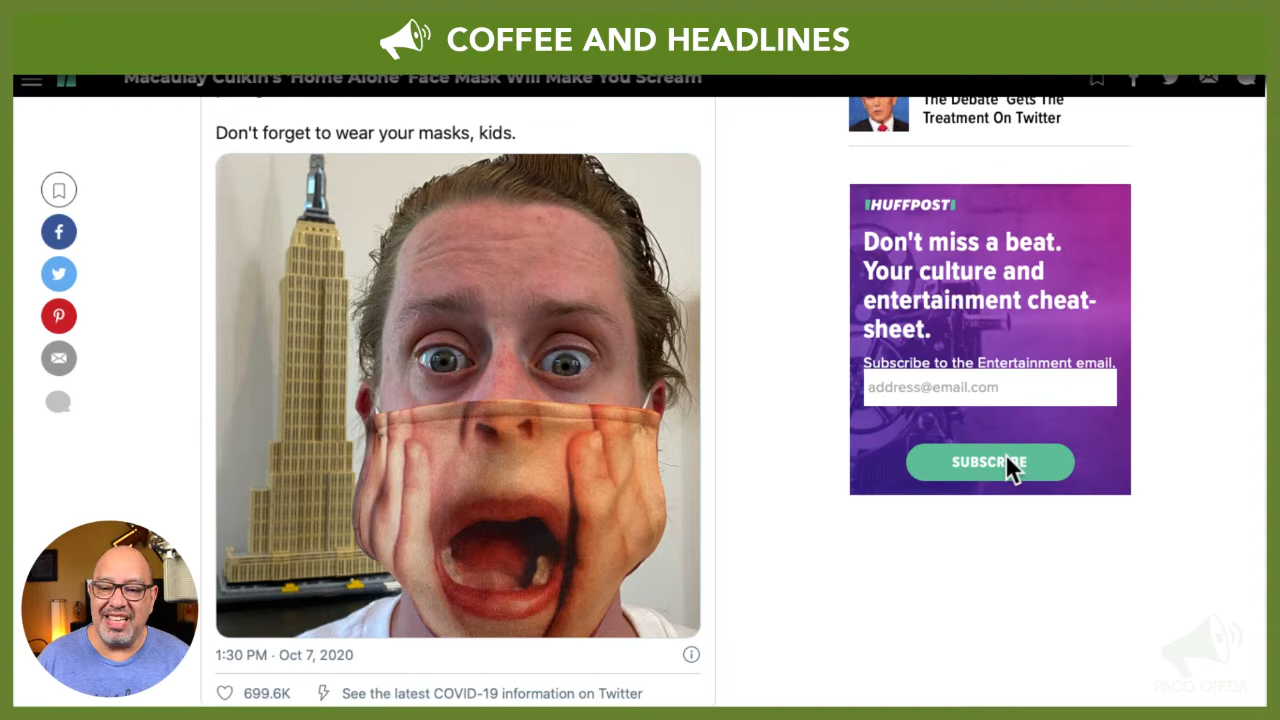 COFFEE AND HEADLINES
Macaulay Culkin's 'Home Alone' Face Mask Will Make You Scream
The Debate Gets The
Treatment On Twitter
Don't forget to wear your masks, kids.
HUFFPOST
Don't miss a beat.
Your culture and
entertainment cheat-
sheet.
Subscribe to the Entertainment email.
address@email.com
SUBSCRIBE
1:30 PM · Oct 7, 2020
699.6K
See the latest COVID-19 information on Twitter
PACO OJEDA